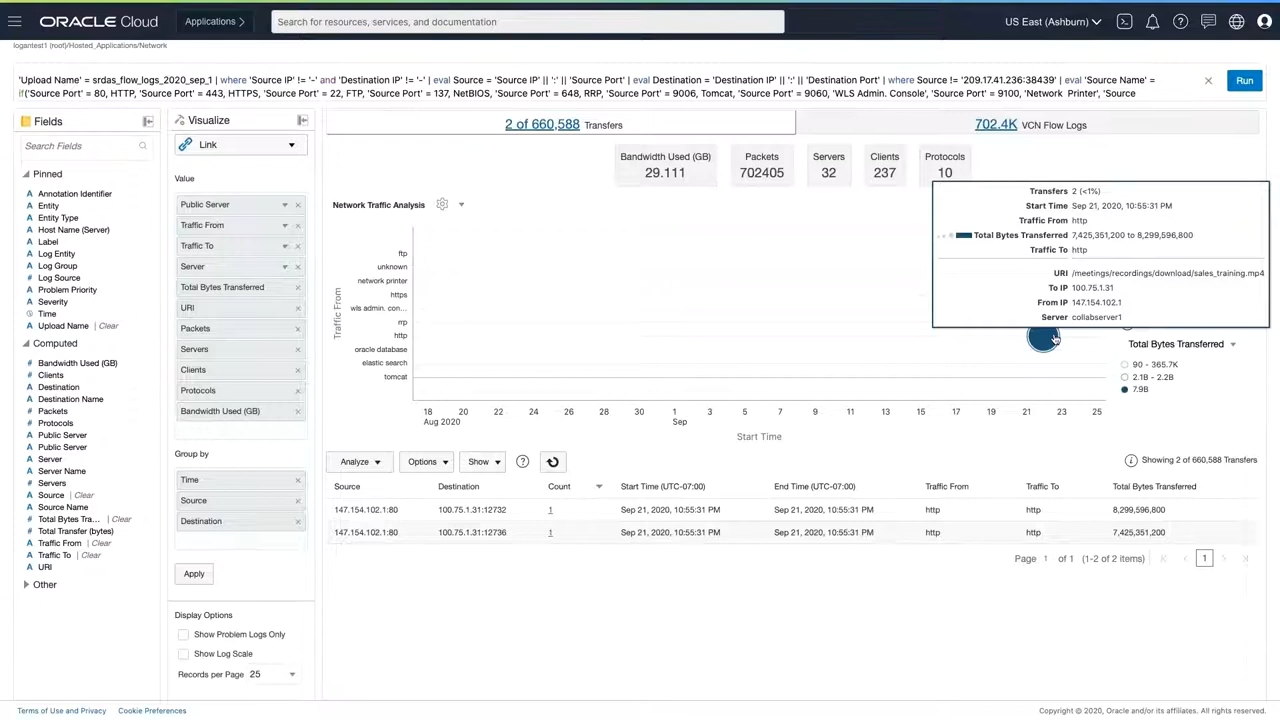 ORACLE Cloud
Applications >
Search for resources, services, and documentation
US East (Ashburn)
logantest1 (root)/Hosted_Applications/Network
'Upload Name' = srdas_flow_logs_2020_sep_1 | where 'Source IP' != '-' and 'Destination IP' != '-' | eval Source = 'Source IP' || ':' || 'Source Port' | eval Destination = 'Destination IP' || ':' || 'Destination Port' | where Source != '209.17.41.236:38439' | eval 'Source Name' =
if('Source Port' = 80, HTTP, 'Source Port' = 443, HTTPS, 'Source Port' = 22, FTP, 'Source Port' = 137, NetBIOS, 'Source Port' = 648, RRP, 'Source Port' = 9006, Tomcat, 'Source Port' = 9060, 'WLS Admin. Console', 'Source Port' = 9100, 'Network Printer', 'Source
Run
Fields
Search Fields
Pinned
A Annotation Identifier
A Entity
A Entity Type
A Host Name (Server)
A Label
A Log Entity
A Log Group
# Log Source
A Problem Priority
A Severity
Time
A Upload Name | Clear
Computed
# Bandwidth Used (GB)
# Clients
A Destination
A Destination Name
# Packets
# Protocols
A Public Server
A Public Server
A Server
A Server Name
# Servers
A Source | Clear
A Source Name
# Total Bytes Tra... | Clear
# Total Transfer (bytes)
A Traffic From | Clear
A Traffic To | Clear
A URI
Other
Visualize
Link
Value
Public Server
Traffic From
Traffic To
Server
Total Bytes Transferred
URI
Packets
Servers
Clients
Protocols
Bandwidth Used (GB)
Group by
Time
Source
Destination
Apply
Display Options
Show Problem Logs Only
Show Log Scale
Records per Page 25
2 of 660,588 Transfers
702.4K VCN Flow Logs
Bandwidth Used (GB)
29.111
Packets
702405
Servers
32
Clients
237
Protocols
10
Network Traffic Analysis
Traffic From
ftp
unknown
network printer
https
wls admin. con...
rrp
http
oracle database
elastic search
tomcat
18 20 22 24 26 28 30 1 3 5 7 9 11 13 15 17 19 21 23 25
Aug 2020 Sep
Start Time
Transfers 2 (<1%)
Start Time Sep 21, 2020, 10:55:31 PM
Traffic From http
Total Bytes Transferred 7,425,351,200 to 8,299,596,800
Traffic To http
URI /meetings/recordings/download/sales_training.mp4
To IP 100.75.1.31
From IP 147.154.102.1
Server collabserver1
Total Bytes Transferred
90 - 365.7K
2.1B - 2.2B
7.9B
Analyze
Options
Show
Showing 2 of 660,588 Transfers
Source Destination Count Start Time (UTC-07:00) End Time (UTC-07:00) Traffic From Traffic To Total Bytes Transferred
147.154.102.1:80 100.75.1.31:12732 1 Sep 21, 2020, 10:55:31 PM Sep 21, 2020, 10:55:31 PM http http 8,299,596,800
147.154.102.1:80 100.75.1.31:12736 1 Sep 21, 2020, 10:55:31 PM Sep 21, 2020, 10:55:31 PM http http 7,425,351,200
Page 1 of 1 (1-2 of 2 items) 1
Terms of Use and Privacy Cookie Preferences
Copyright © 2020, Oracle and/or its affiliates. All rights reserved.